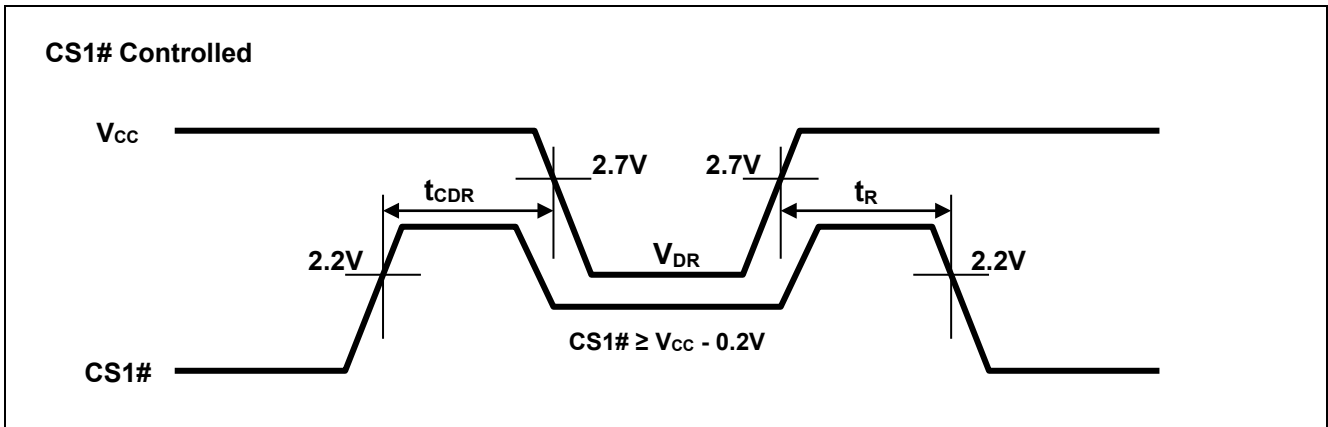 CS1# Controlled
VCC
2.7V 2.7V
tCDR tR
2.2V VDR 2.2V
CS1# ≥ VCC - 0.2V
CS1#